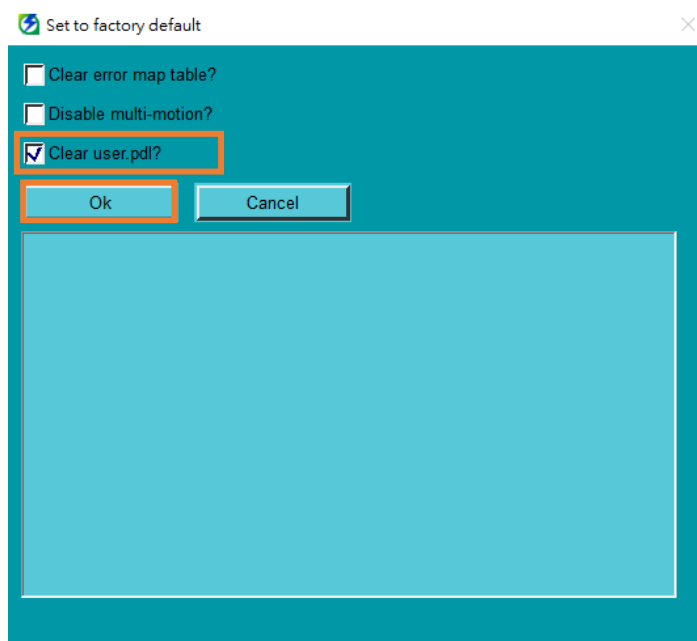 Set to factory default
Clear error map table?
Disable multi-motion?
Clear user.pdl?
Ok Cancel